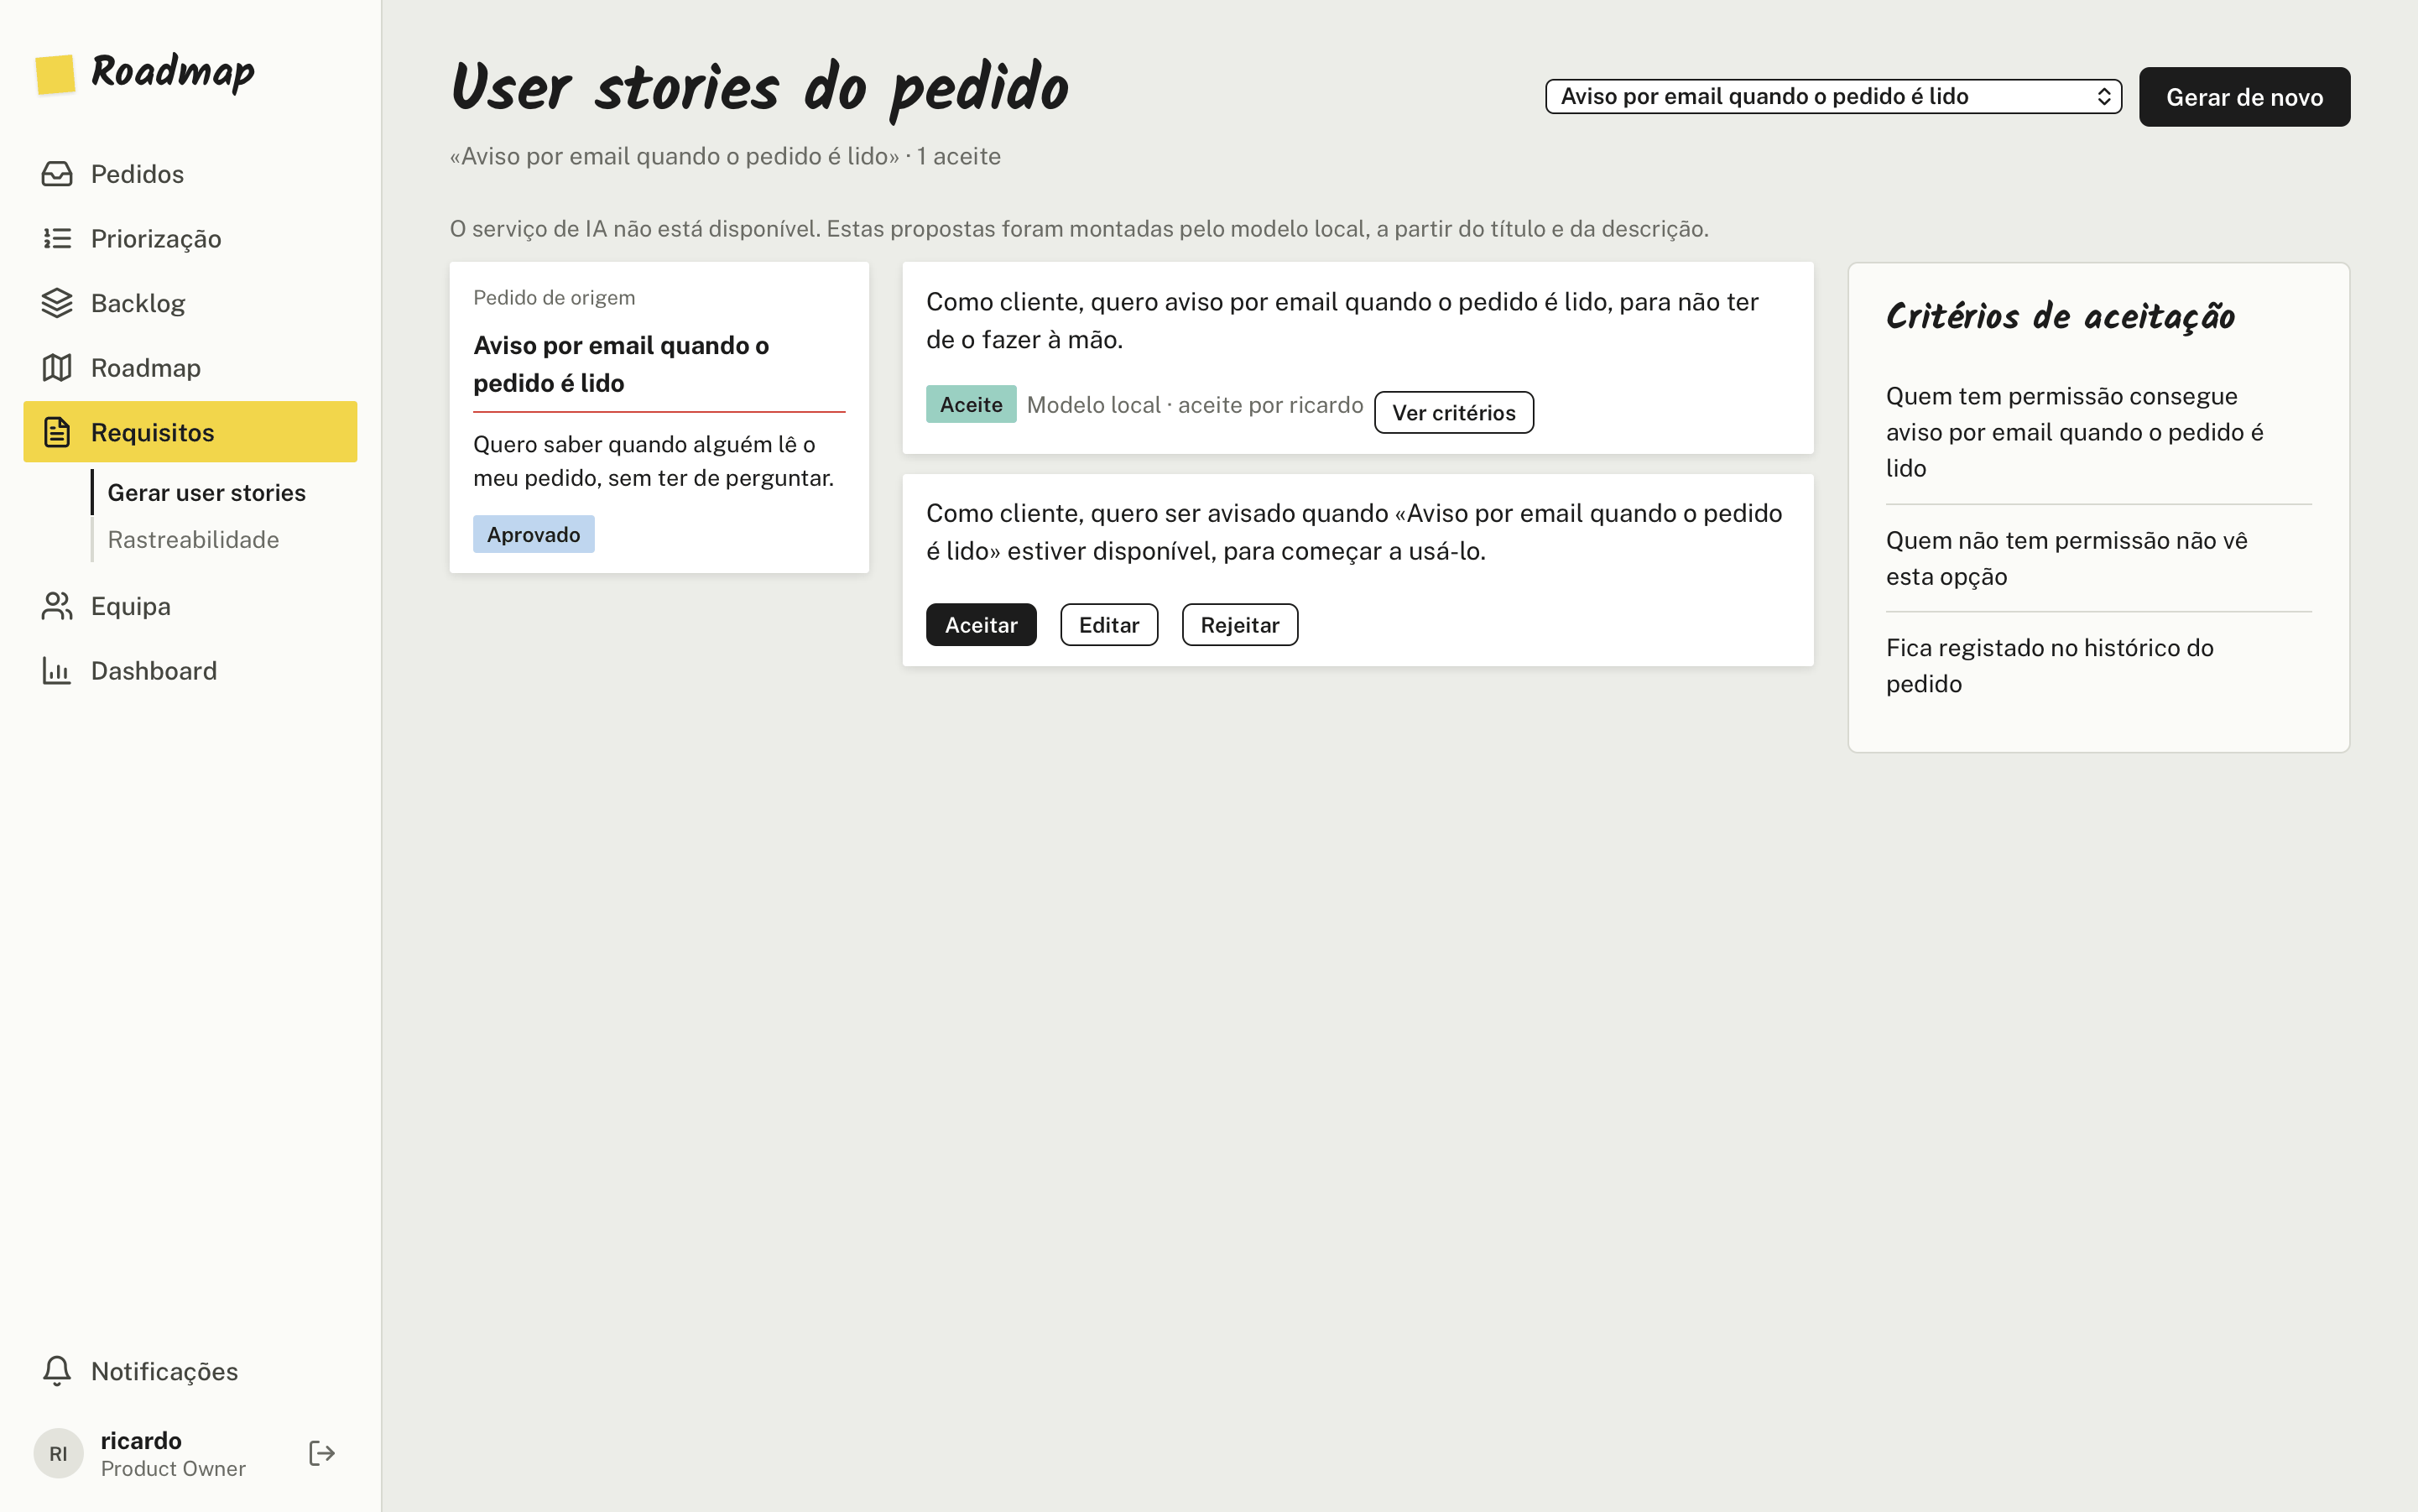 Roadmap
Pedidos
Priorização
Backlog
Roadmap
Requisitos
Gerar user stories
Rastreabilidade
Equipa
Dashboard
Notificações
RI
ricardo
Product Owner
User stories do pedido
«Aviso por email quando o pedido é lido» · 1 aceite
Aviso por email quando o pedido é lido
Gerar de novo
O serviço de IA não está disponível. Estas propostas foram montadas pelo modelo local, a partir do título e da descrição.
Pedido de origem
Aviso por email quando o
pedido é lido
Quero saber quando alguém lê o
meu pedido, sem ter de perguntar.
Aprovado
Como cliente, quero aviso por email quando o pedido é lido, para não ter
de o fazer à mão.
Aceite
Modelo local · aceite por ricardo
Ver critérios
Como cliente, quero ser avisado quando «Aviso por email quando o pedido
é lido» estiver disponível, para começar a usá-lo.
Aceitar
Editar
Rejeitar
Critérios de aceitação
Quem tem permissão consegue
aviso por email quando o pedido é
lido
Quem não tem permissão não vê
esta opção
Fica registado no histórico do
pedido